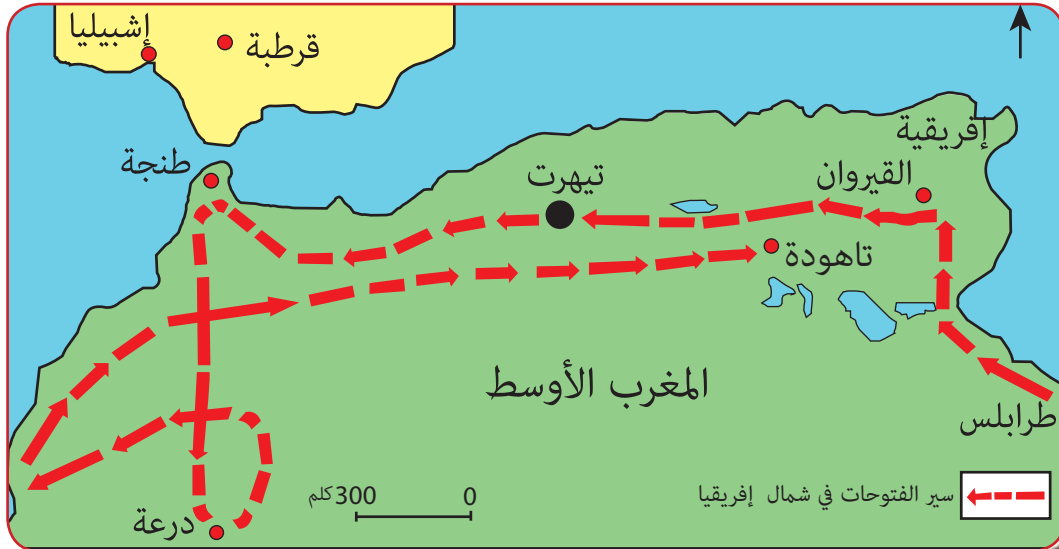 إشبيليا
قرطبة
إفريقية
طنجة
القيروان
تيهرت
تاهودة
المغرب الأوسط
طرابلس
سير الفتوحات في شمال إفريقيا
300 كلم
0
درعة